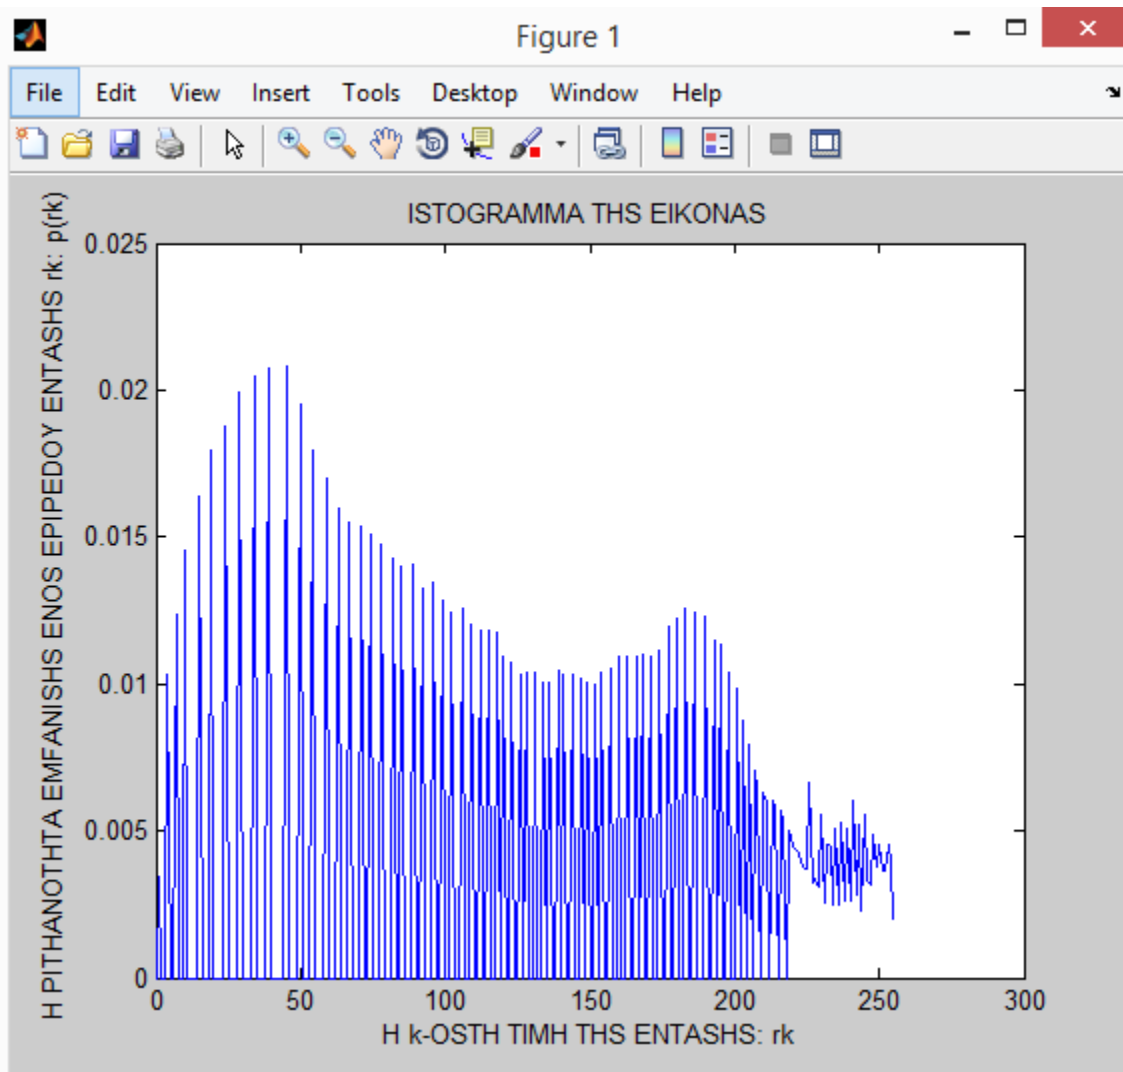 Figure 1
File Edit View Insert Tools Desktop Window Help
ISTOGRAMMA THS EIKONAS
H PITHANOTHTA EMFANISHS ENOS EPIPEDOY ENTASHS rk: p(rk)
0.025
0.02
0.015
0.01
0.005
0
0 50 100 150 200 250 300
H k-OSTH TIMH THS ENTASHS: rk